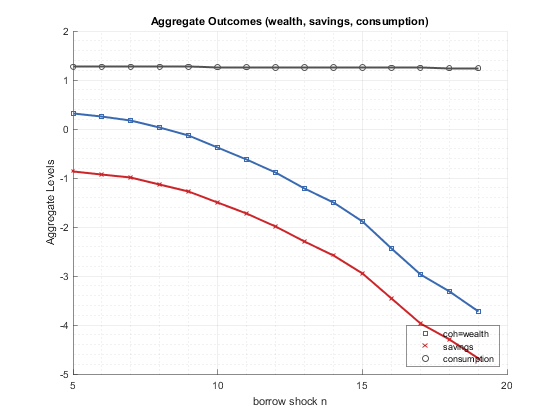 Aggregate Outcomes (wealth, savings, consumption)
2
1
0
-1
-2
-3
-4
-5
Aggregate Levels
5
10
15
20
borrow shock n
coh=wealth
savings
consumption